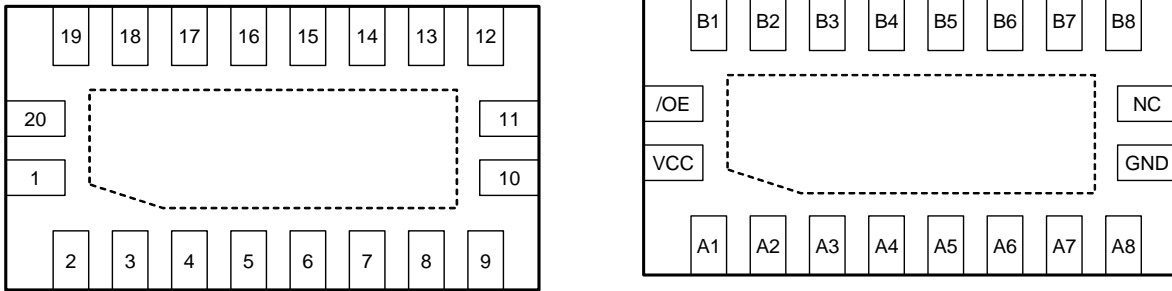 19 18 17 16 15 14 13 12
20 11
1 10
2 3 4 5 6 7 8 9
B1 B2 B3 B4 B5 B6 B7 B8
/OE NC
VCC GND
A1 A2 A3 A4 A5 A6 A7 A8